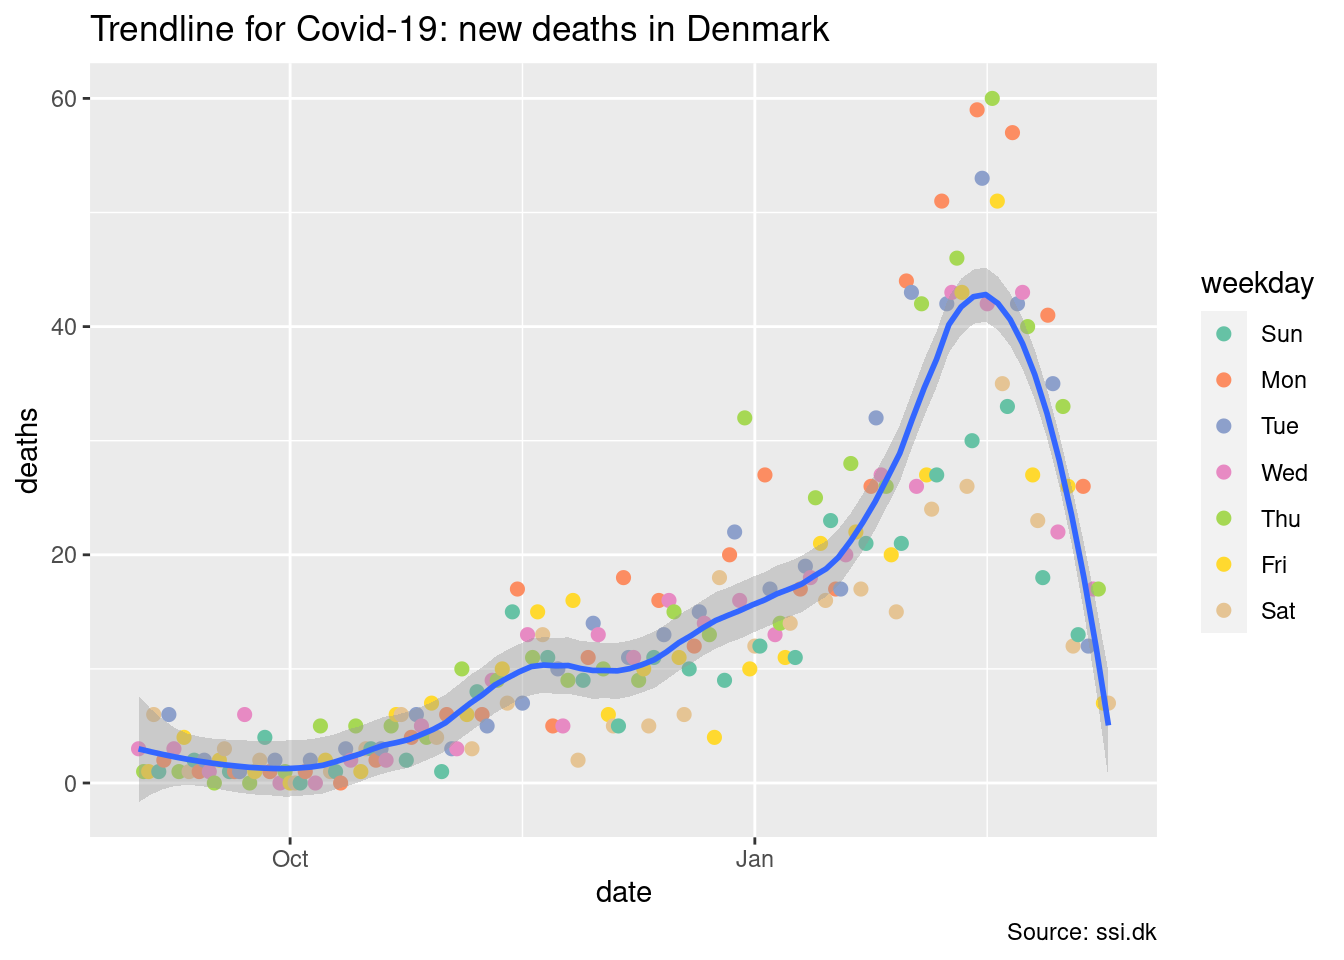 Trendline for Covid-19: new deaths in Denmark
60
40
20
0
deaths
Oct
Jan
date
weekday
Sun
Mon
Tue
Wed
Thu
Fri
Sat
Source: ssi.dk